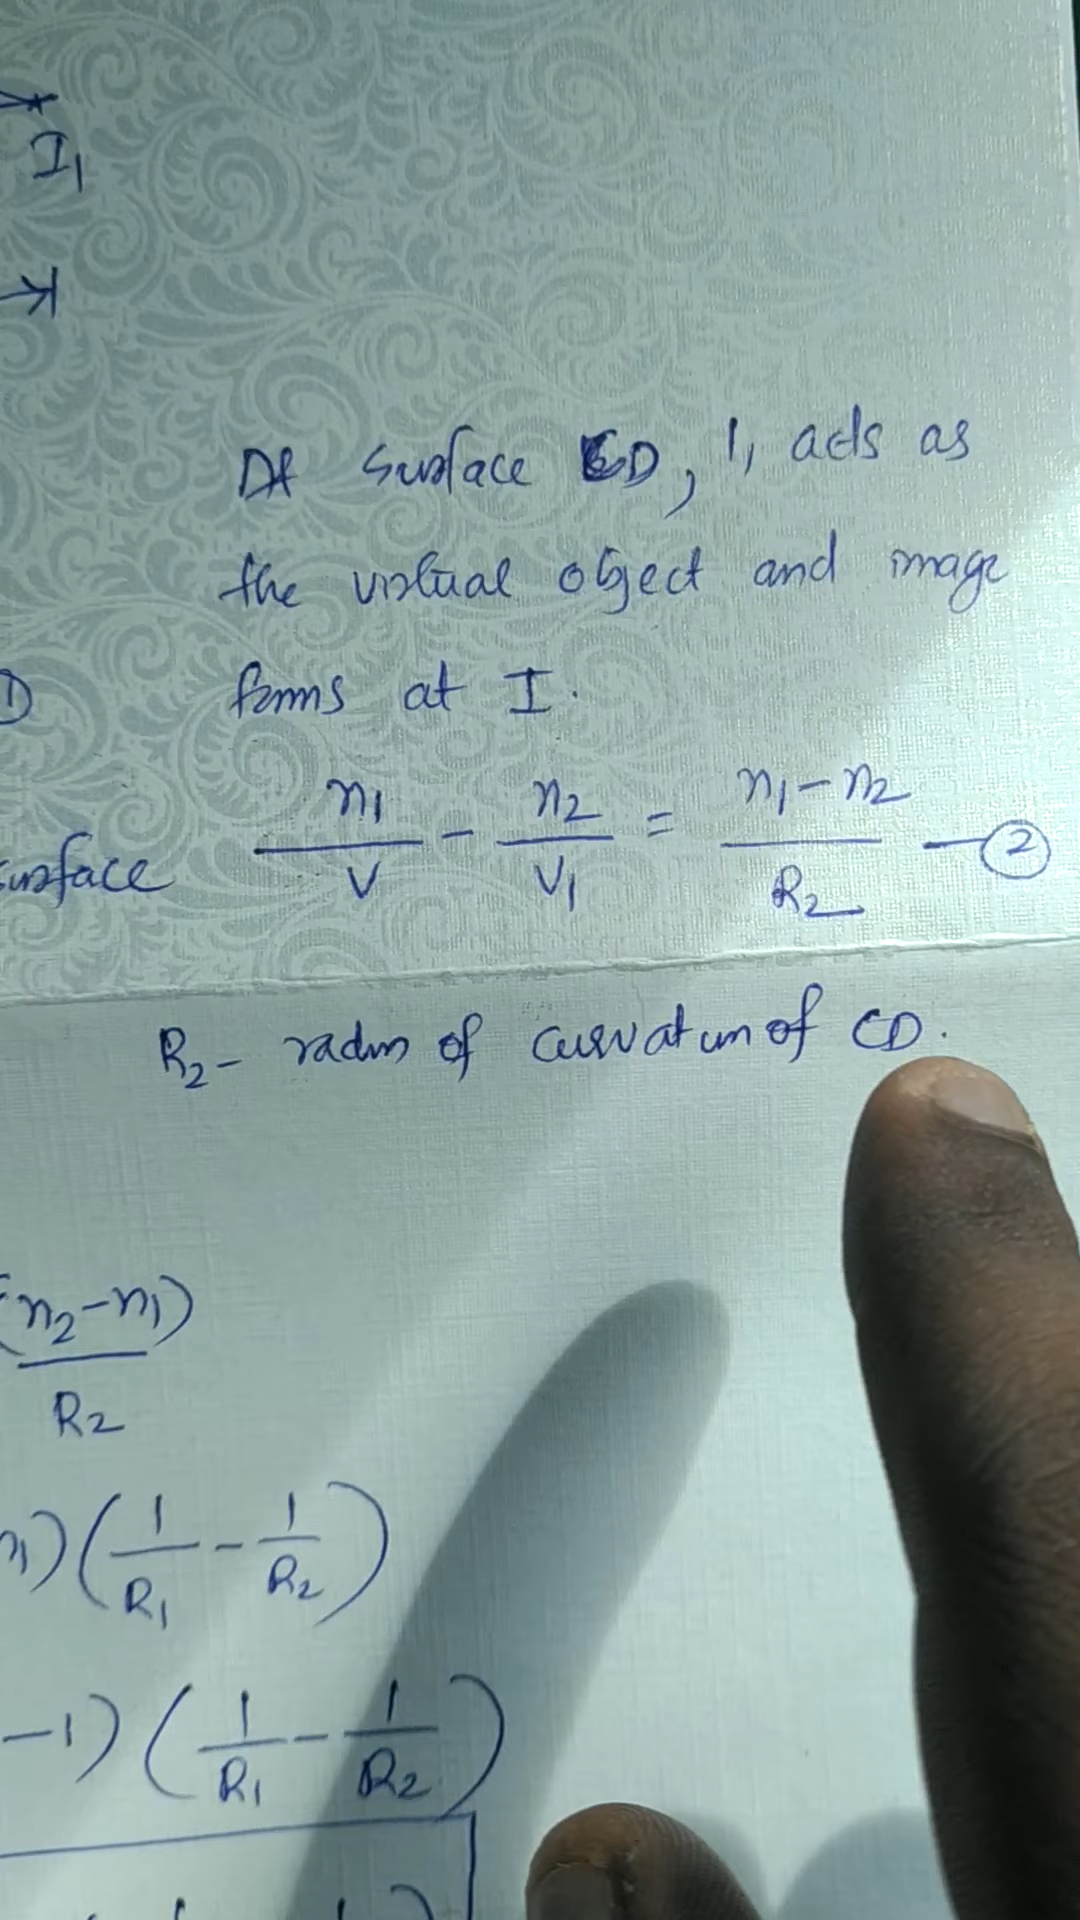 I₁
At surface CD, I₁ acts as
the virtual object and image
forms at I.
surface
n₁/V - n₂/V₁ = (n₁-n₂)/R₂ —②
R₂ - radius of curvature of CD.
(n₂-n₁)/R₂
(1/R₁ - 1/R₂)
-1) (1/R₁ - 1/R₂)